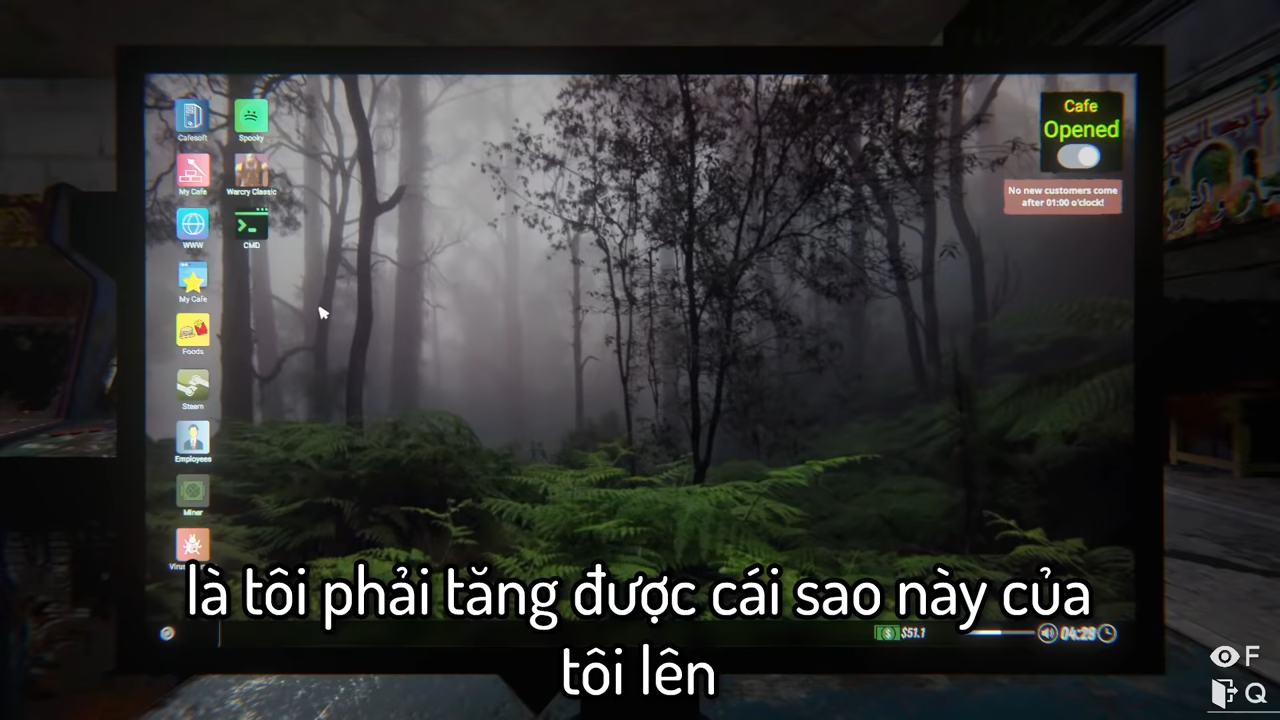 Cafesoft
Spooky
My Cafe
Warcry Classic
WWW
CMD
My Cafe
Foods
Steam
Employees
Miner
Cafe
Opened
No new customers come
after 01:00 o'clock!
là tôi phải tăng được cái sao này của
tôi lên
$51.1
04:29
F
Q